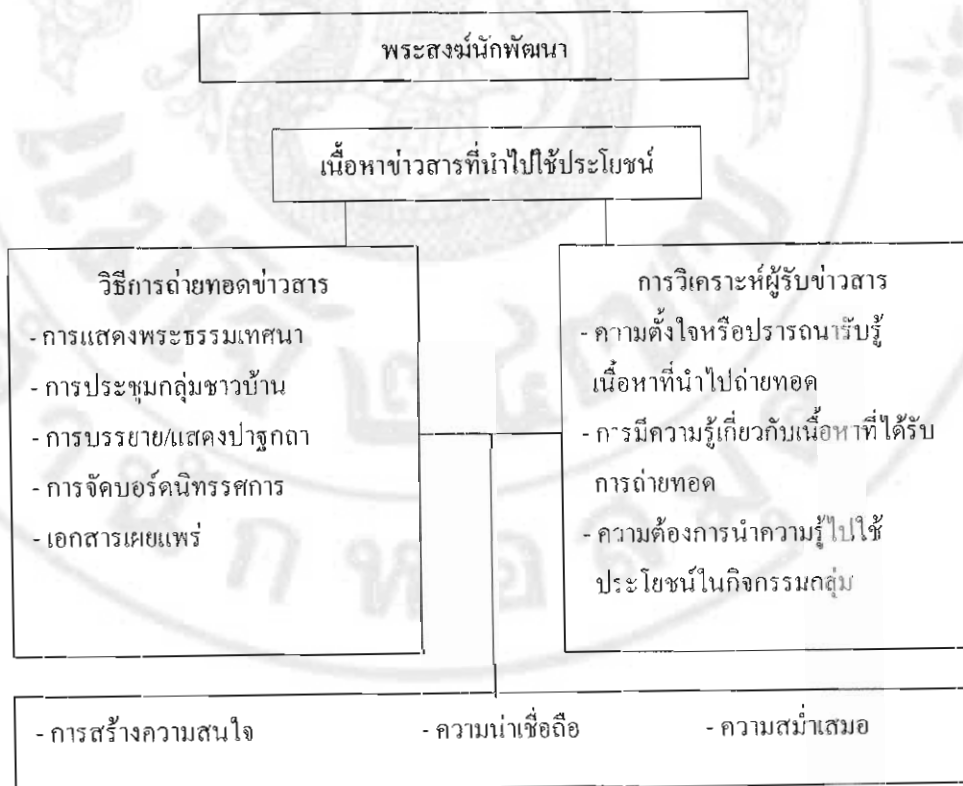 พระสงฆ์นักพัฒนา
เนื้อหาข่าวสารที่นำไปใช้ประโยชน์
วิธีการถ่ายทอดข่าวสาร
- การแสดงพระธรรมเทศนา
- การประชุมกลุ่มชาวบ้าน
- การบรรยาย/แสดงปาฐกถา
- การจัดบอร์ดนิทรรศการ
- เอกสารเผยแพร่
การวิเคราะห์ผู้รับข่าวสาร
- ความตั้งใจหรือปรารถนารับรู้
เนื้อหาที่นำไปถ่ายทอด
- การมีความรู้เกี่ยวกับเนื้อหาที่ได้รับ
การถ่ายทอด
- ความต้องการนำความรู้ไปใช้
ประโยชน์ในกิจกรรมกลุ่ม
- การสร้างความสนใจ
- ความน่าเชื่อถือ
- ความสม่ำเสมอ